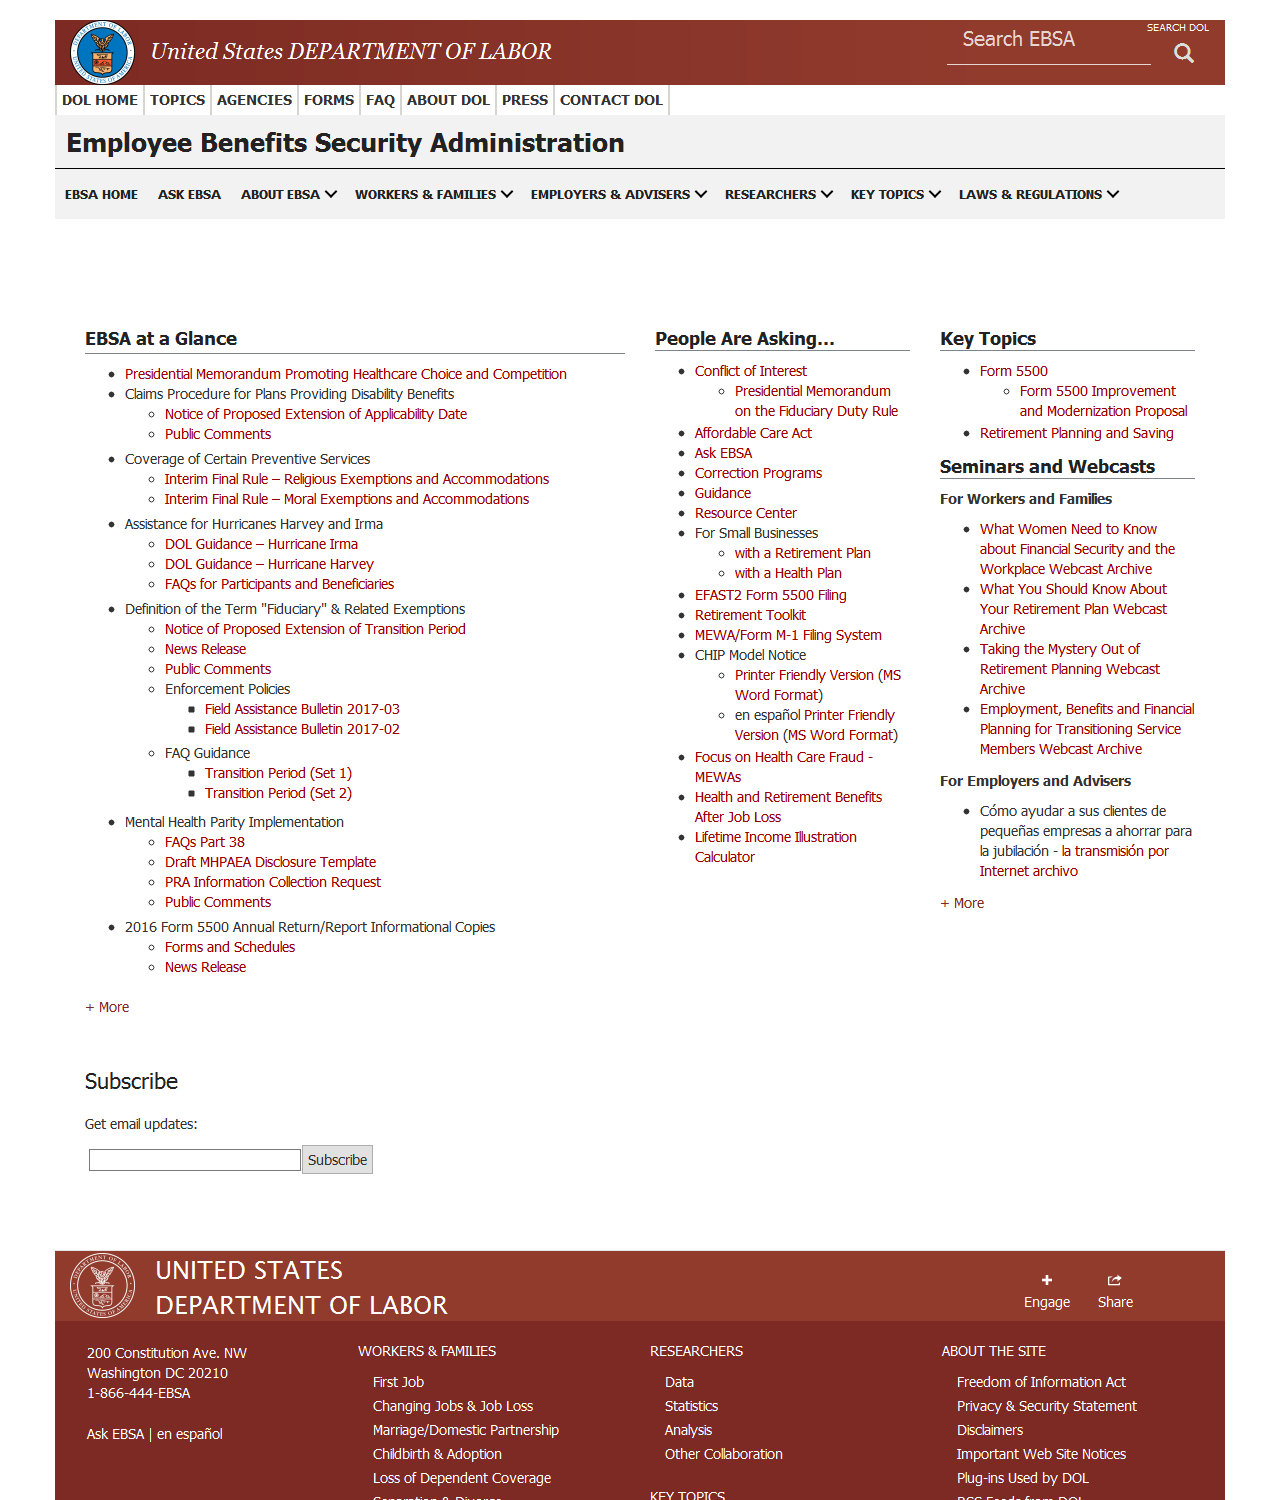 United States DEPARTMENT OF LABOR
Search EBSA
SEARCH DOL
DOL HOME TOPICS AGENCIES FORMS FAQ ABOUT DOL PRESS CONTACT DOL
Employee Benefits Security Administration
EBSA HOME ASK EBSA ABOUT EBSA WORKERS & FAMILIES EMPLOYERS & ADVISERS RESEARCHERS KEY TOPICS LAWS & REGULATIONS
EBSA at a Glance
Presidential Memorandum Promoting Healthcare Choice and Competition
Claims Procedure for Plans Providing Disability Benefits
Notice of Proposed Extension of Applicability Date
Public Comments
Coverage of Certain Preventive Services
Interim Final Rule – Religious Exemptions and Accommodations
Interim Final Rule – Moral Exemptions and Accommodations
Assistance for Hurricanes Harvey and Irma
DOL Guidance – Hurricane Irma
DOL Guidance – Hurricane Harvey
FAQs for Participants and Beneficiaries
Definition of the Term "Fiduciary" & Related Exemptions
Notice of Proposed Extension of Transition Period
News Release
Public Comments
Enforcement Policies
Field Assistance Bulletin 2017-03
Field Assistance Bulletin 2017-02
FAQ Guidance
Transition Period (Set 1)
Transition Period (Set 2)
Mental Health Parity Implementation
FAQs Part 38
Draft MHPAEA Disclosure Template
PRA Information Collection Request
Public Comments
2016 Form 5500 Annual Return/Report Informational Copies
Forms and Schedules
News Release
+ More
People Are Asking...
Conflict of Interest
Presidential Memorandum
on the Fiduciary Duty Rule
Affordable Care Act
Ask EBSA
Correction Programs
Guidance
Resource Center
For Small Businesses
with a Retirement Plan
with a Health Plan
EFAST2 Form 5500 Filing
Retirement Toolkit
MEWA/Form M-1 Filing System
CHIP Model Notice
Printer Friendly Version (MS
Word Format)
en español Printer Friendly
Version (MS Word Format)
Focus on Health Care Fraud -
MEWAs
Health and Retirement Benefits
After Job Loss
Lifetime Income Illustration
Calculator
Key Topics
Form 5500
Form 5500 Improvement
and Modernization Proposal
Retirement Planning and Saving
Seminars and Webcasts
For Workers and Families
What Women Need to Know
about Financial Security and the
Workplace Webcast Archive
What You Should Know About
Your Retirement Plan Webcast
Archive
Taking the Mystery Out of
Retirement Planning Webcast
Archive
Employment, Benefits and Financial
Planning for Transitioning Service
Members Webcast Archive
For Employers and Advisers
Cómo ayudar a sus clientes de
pequeñas empresas a ahorrar para
la jubilación - la transmisión por
Internet archivo
+ More
Subscribe
Get email updates:
Subscribe
UNITED STATES
DEPARTMENT OF LABOR
Engage Share
200 Constitution Ave. NW
Washington DC 20210
1-866-444-EBSA
Ask EBSA | en español
WORKERS & FAMILIES
First Job
Changing Jobs & Job Loss
Marriage/Domestic Partnership
Childbirth & Adoption
Loss of Dependent Coverage
Separation & Divorce
RESEARCHERS
Data
Statistics
Analysis
Other Collaboration
KEY TOPICS
ABOUT THE SITE
Freedom of Information Act
Privacy & Security Statement
Disclaimers
Important Web Site Notices
Plug-ins Used by DOL
RSS Feeds from DOL